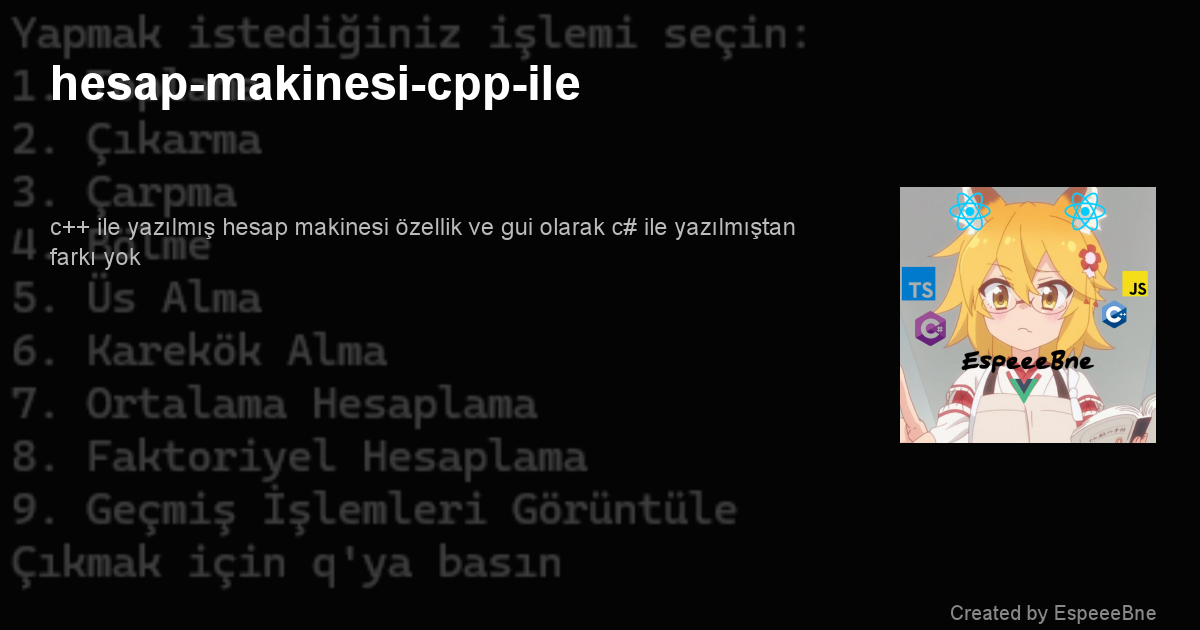 Yapmak istediğiniz işlemi seçin:
hesap-makinesi-cpp-ile
1. Toplama
2. Çıkarma
3. Çarpma
c++ ile yazılmış hesap makinesi özellik ve gui olarak c# ile yazılmıştan
farkı yok
4. Bölme
5. Üs Alma
6. Karekök Alma
7. Ortalama Hesaplama
8. Faktoriyel Hesaplama
9. Geçmiş İşlemleri Görüntüle
Çıkmak için q'ya basın
TS
JS
C#
C++
EspeeeBne
Created by EspeeeBne